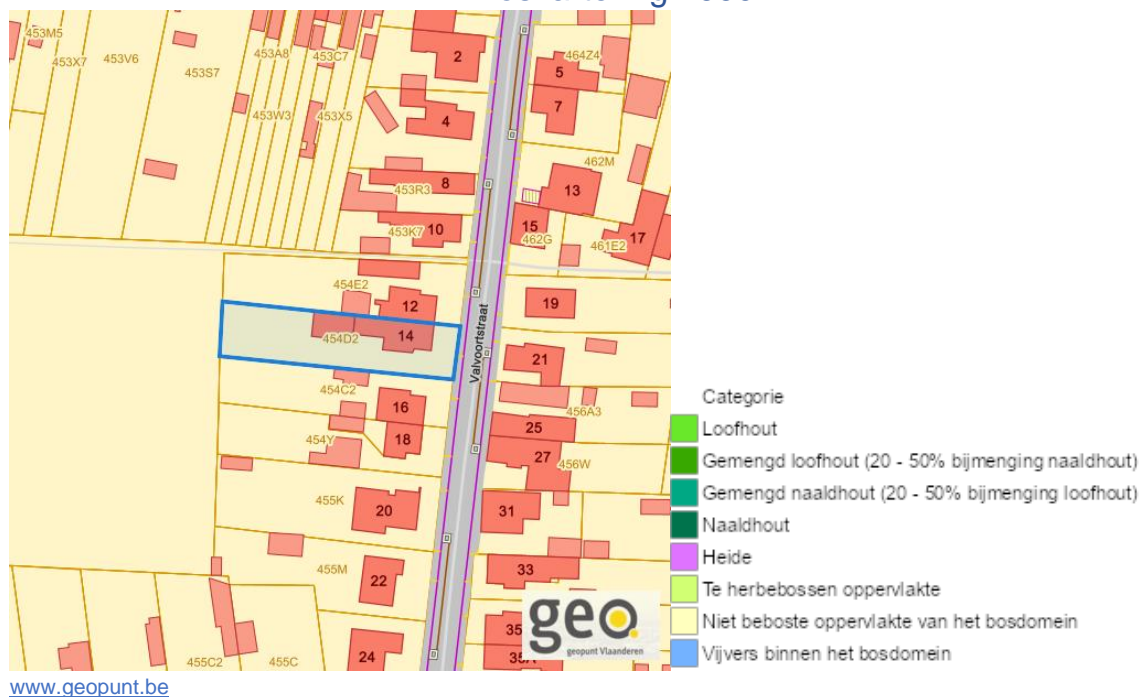 453M5
453X7
453V6
453S7
453A8
453C7
453W3
453X5
2
464Z4
5
7
4
462M
8
453R3
13
453K7
10
15
462G
461E2
17
454E2
12
19
14
454D2
Valvoortstraat
21
454C2
16
456A3
454Y
18
25
27
456W
455K
20
31
455M
22
33
35
35A
455C2
455C
24
geo
geopunt Vlaanderen
Categorie
Loofhout
Gemengd loofhout (20 - 50% bijmenging naaldhout)
Gemengd naaldhout (20 - 50% bijmenging loofhout)
Naaldhout
Heide
Te herbebossen oppervlakte
Niet beboste oppervlakte van het bosdomein
Vijvers binnen het bosdomein
www.geopunt.be